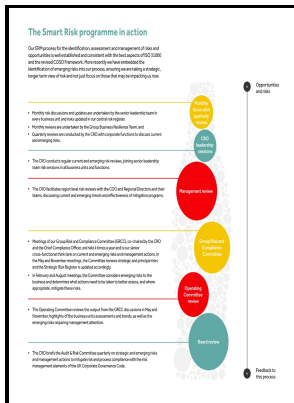 The Smart Risk programme in action
Our ERM process for the identification, assessment and management of risks and
opportunities is well established and consistent with the best aspects of ISO 31000
and the revised COSO framework. More recently we have embedded the
identification of emerging risks into our process, ensuring we are taking a strategic,
longer term view of risk and not just focus on those that may be impacting us now.
Opportunities
and risks
Monthly
focus with
quarterly
review
• Monthly risk discussions and updates are undertaken by the senior leadership team in
every business unit and risks updated in our central risk register.
• Monthly reviews are undertaken by the Group Business Resilience Team, and
• Quarterly reviews are conducted by the CRO with corporate functions to discuss current
and emerging risks.
CRO
leadership
sessions
• The CRO conducts regular current and emerging risk reviews, joining senior leadership
team risk sessions in all business units and functions.
Management review
• The CRO facilitates region level risk reviews with the COO and Regional Directors and their
teams; discussing current and emerging trends and effectiveness of mitigation programs.
• Meetings of our Group Risk and Compliance Committee (GRCC), co-chaired by the CRO
and the Chief Compliance Officer, are held 4 times a year and is our senior
cross-functional think tank on current and emerging risks and management actions. In
the May and November meetings, the Committee reviews strategic and principal risks
and the Strategic Risk Register is updated accordingly.
Group Risk and
Compliance
Committee
• In February and August meetings, the Committee considers emerging risks to the
business and determines what actions need to be taken to better assess, and where
appropriate, mitigate these risks.
Operating
Committee
review
• The Operating Committee reviews the output from the GRCC discussions in May and
November: highlights of the business units assessments and trends, as well as the
emerging risks requiring management attention.
Board review
• The CRO briefs the Audit & Risk Committee quarterly on strategic and emerging risks
and management actions to mitigate risk and process compliance with the risk
management elements of the UK Corporate Governance Code.
Feedback to
this process